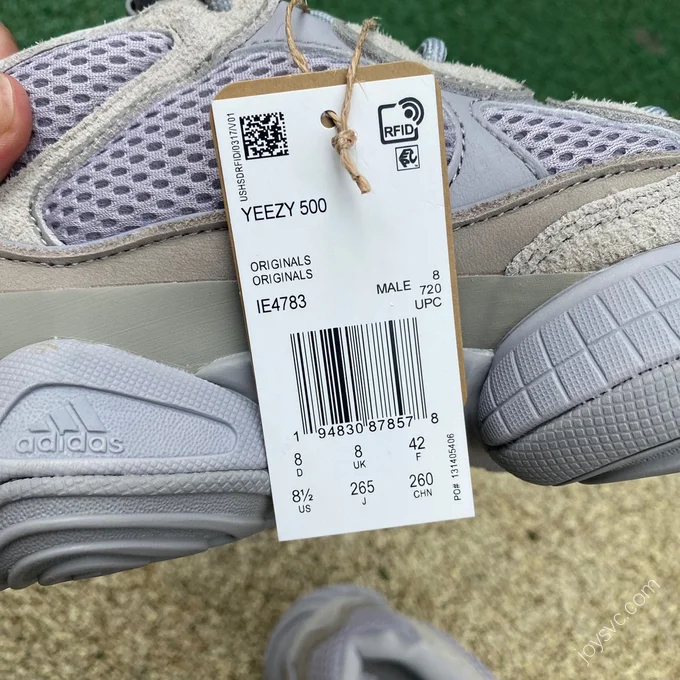 USHSDRFID/0317/V01
RFID
YEEZY 500
ORIGINALS
ORIGINALS
IE4783
MALE
8
720
UPC
1 94830 87857 8
8 8 42
D UK F
8½ 265 260
US J CHN
PO# 131405406
adidas
joysvc.com